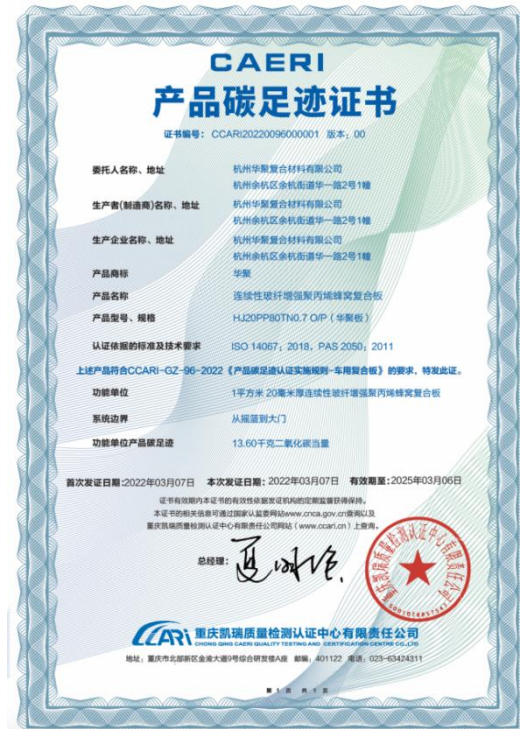 CAERI
产品碳足迹证书
证书编号： CCARI20220096000001 版本：00
委托人名称、地址 杭州华聚复合材料有限公司
杭州余杭区余杭街道华一路2号1幢
生产者(制造商)名称、地址 杭州华聚复合材料有限公司
杭州余杭区余杭街道华一路2号1幢
生产企业名称、地址 杭州华聚复合材料有限公司
杭州余杭区余杭街道华一路2号1幢
产品商标 华聚
产品名称 连续性玻纤增强聚丙烯蜂窝复合板
产品型号、规格 HJ20PP80TN0.7 O/P（华聚板）
认证依据的标准及技术要求 ISO 14067：2018，PAS 2050：2011
上述产品符合CCARI-GZ-96-2022《产品碳足迹认证实施规则-车用复合板》的要求，特发此证。
功能单位 1平方米 20毫米厚连续性玻纤增强聚丙烯蜂窝复合板
系统边界 从摇篮到大门
功能单位产品碳足迹 13.60千克二氧化碳当量
首次发证日期:2022年03月07日 本次发证日期：2022年03月07日 有效期至：2025年03月06日
证书有效期内本证书的有效性依据发证机构的定期监督获得保持。
本证书的相关信息可通过国家认监委网站www.cnca.gov.cn查询以及
重庆凯瑞质量检测认证中心有限责任公司网站（www.ccari.cn）上查询。
总经理：
重庆凯瑞质量检测认证中心有限责任公司
CCARi 重庆凯瑞质量检测认证中心有限责任公司
CHONG QING CAERI QUALITY TESTING AND CERTIFICATION CENTRE CO.,LTD
地址：重庆市北部新区金渝大道9号综合研发楼A座 邮编：401122 电话：023-63424311
第 1 页 共 1 页